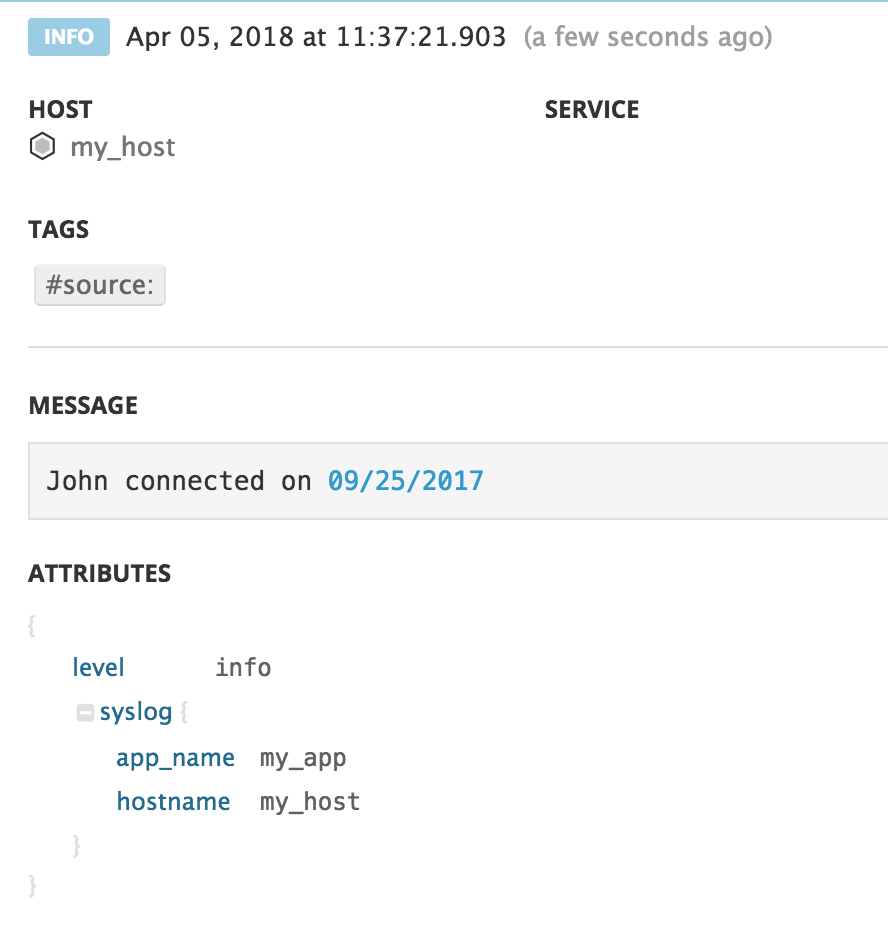 INFO Apr 05, 2018 at 11:37:21.903 (a few seconds ago)
HOST SERVICE
my_host
TAGS
#source:
MESSAGE
John connected on 09/25/2017
ATTRIBUTES
{
level info
syslog {
app_name my_app
hostname my_host
}
}